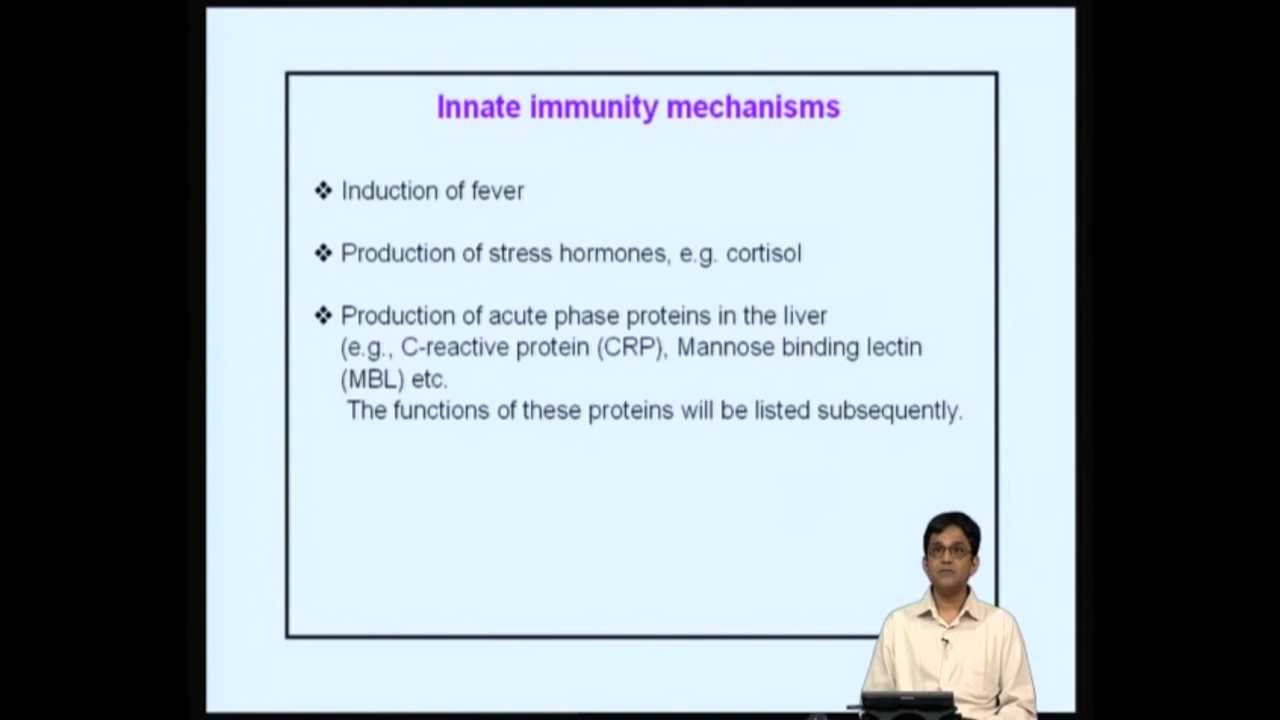 Innate immunity mechanisms
❖ Induction of fever
❖ Production of stress hormones, e.g. cortisol
❖ Production of acute phase proteins in the liver
(e.g., C-reactive protein (CRP), Mannose binding lectin
(MBL) etc.
The functions of these proteins will be listed subsequently.